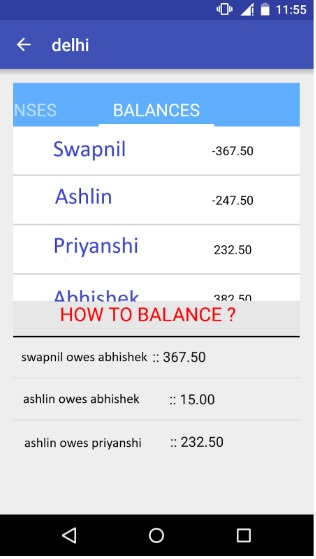 11:55
delhi
NSES BALANCES
Swapnil -367.50
Ashlin -247.50
Priyanshi 232.50
Abhishek 382.50
HOW TO BALANCE ?
swapnil owes abhishek :: 367.50
ashlin owes abhishek :: 15.00
ashlin owes priyanshi :: 232.50